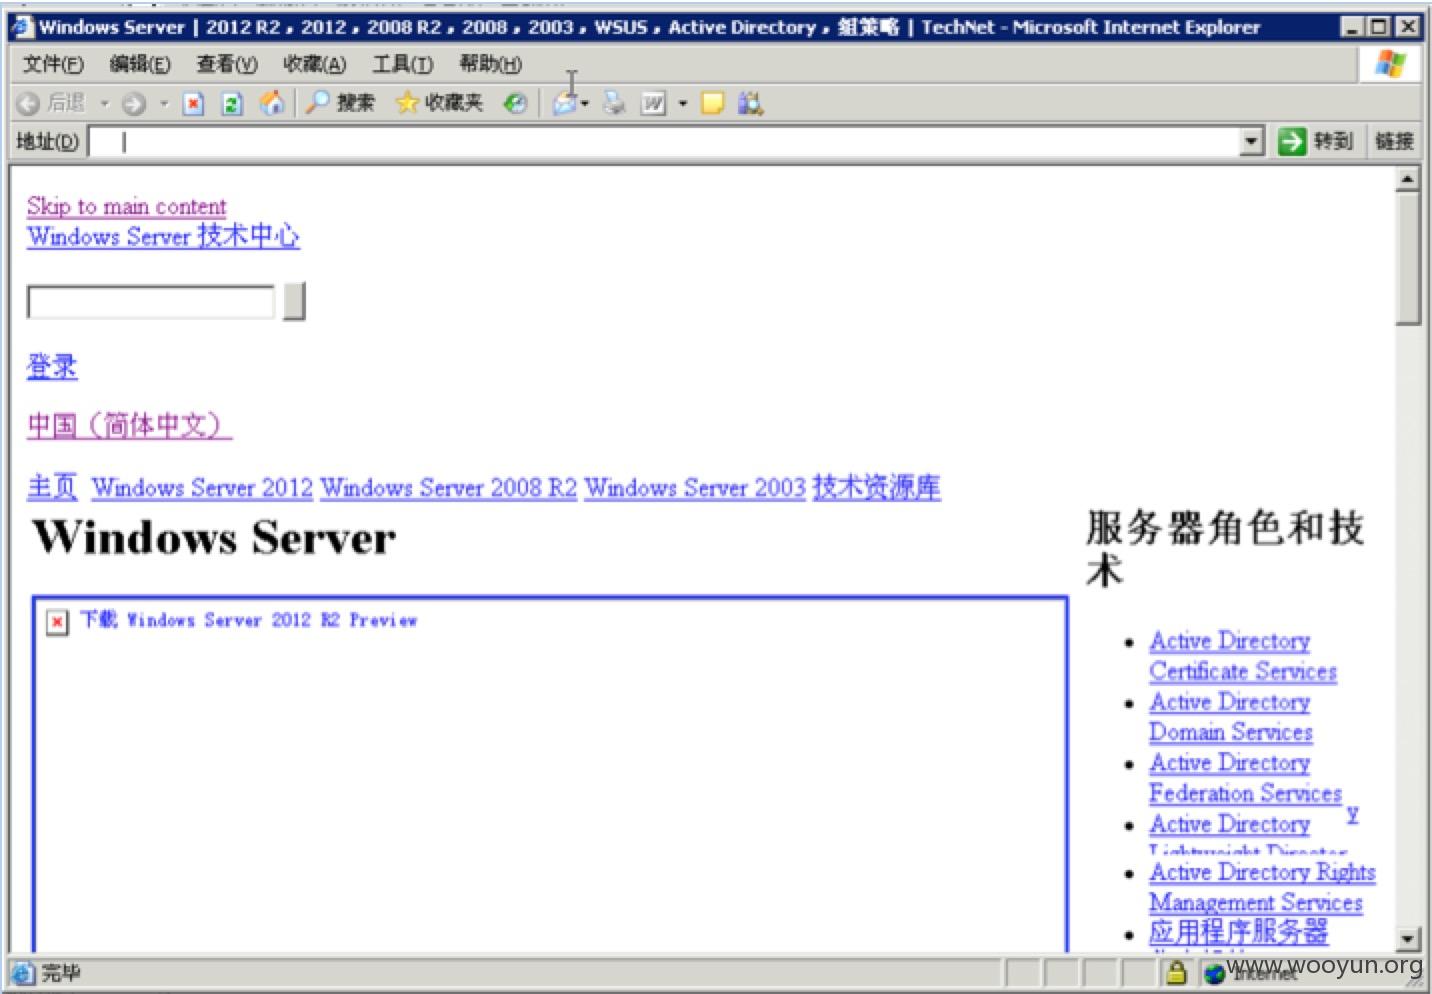 Windows Server | 2012 R2，2012，2008 R2，2008，2003，WSUS，Active Directory，组策略 | TechNet - Microsoft Internet Explorer
文件(F) 编辑(E) 查看(V) 收藏(A) 工具(T) 帮助(H)
后退 搜索 收藏夹
地址(D) 转到 链接
Skip to main content
Windows Server 技术中心
登录
中国（简体中文）
主页 Windows Server 2012 Windows Server 2008 R2 Windows Server 2003 技术资源库
Windows Server
下载 Windows Server 2012 R2 Preview
服务器角色和技
术
Active Directory
Certificate Services
Active Directory
Domain Services
Active Directory
Federation Services
Active Directory
Lightweight Director
y
Active Directory Rights
Management Services
应用程序服务器
完毕 Internet
www.wooyun.org